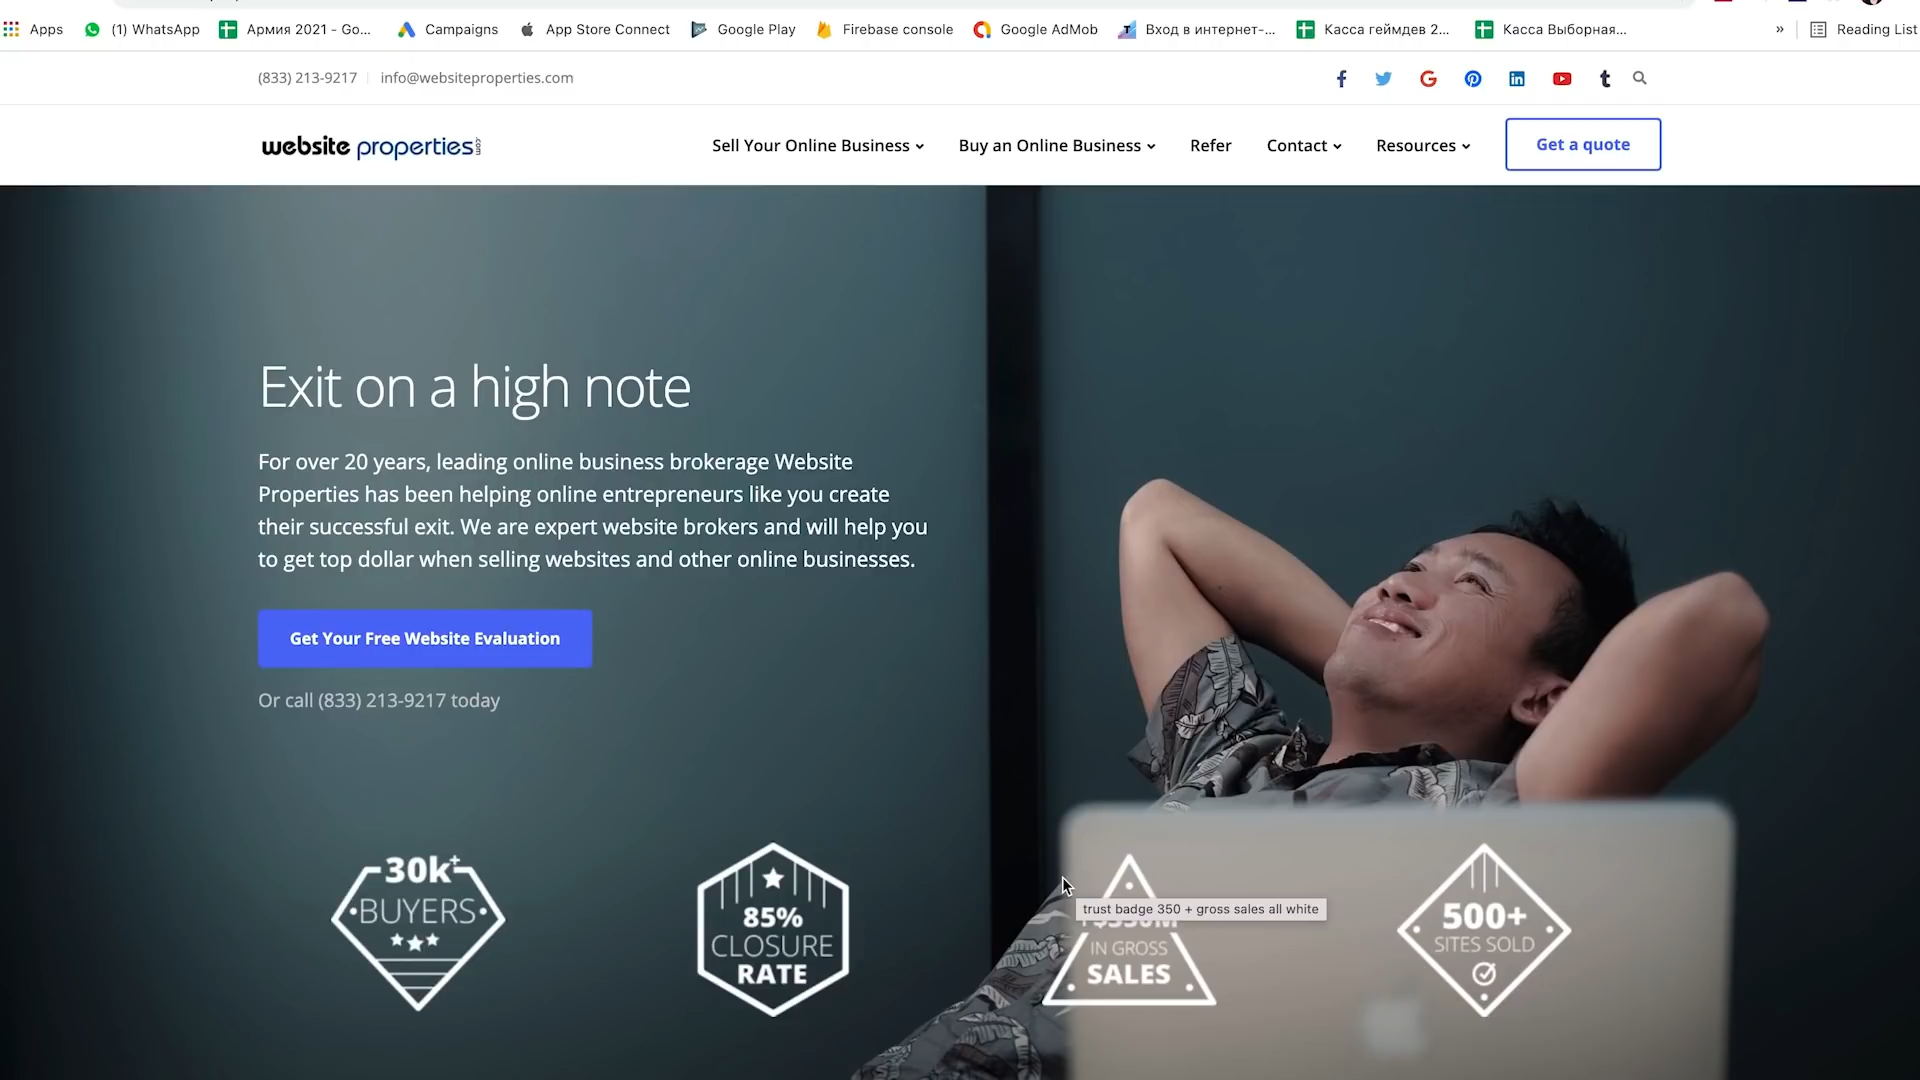 Apps
(1) WhatsApp
Армия 2021 - Go...
Campaigns
App Store Connect
Google Play
Firebase console
Google AdMob
Вход в интернет-...
Касса геймдев 2...
Касса Выборная...
»
Reading List
(833) 213-9217
info@websiteproperties.com
website properties
Sell Your Online Business
Buy an Online Business
Refer
Contact
Resources
Get a quote
Exit on a high note
For over 20 years, leading online business brokerage Website
Properties has been helping online entrepreneurs like you create
their successful exit. We are expert website brokers and will help you
to get top dollar when selling websites and other online businesses.
Get Your Free Website Evaluation
Or call (833) 213-9217 today
30k+
BUYERS
85%
CLOSURE
RATE
trust badge 350 + gross sales all white
IN GROSS
SALES
500+
SITES SOLD